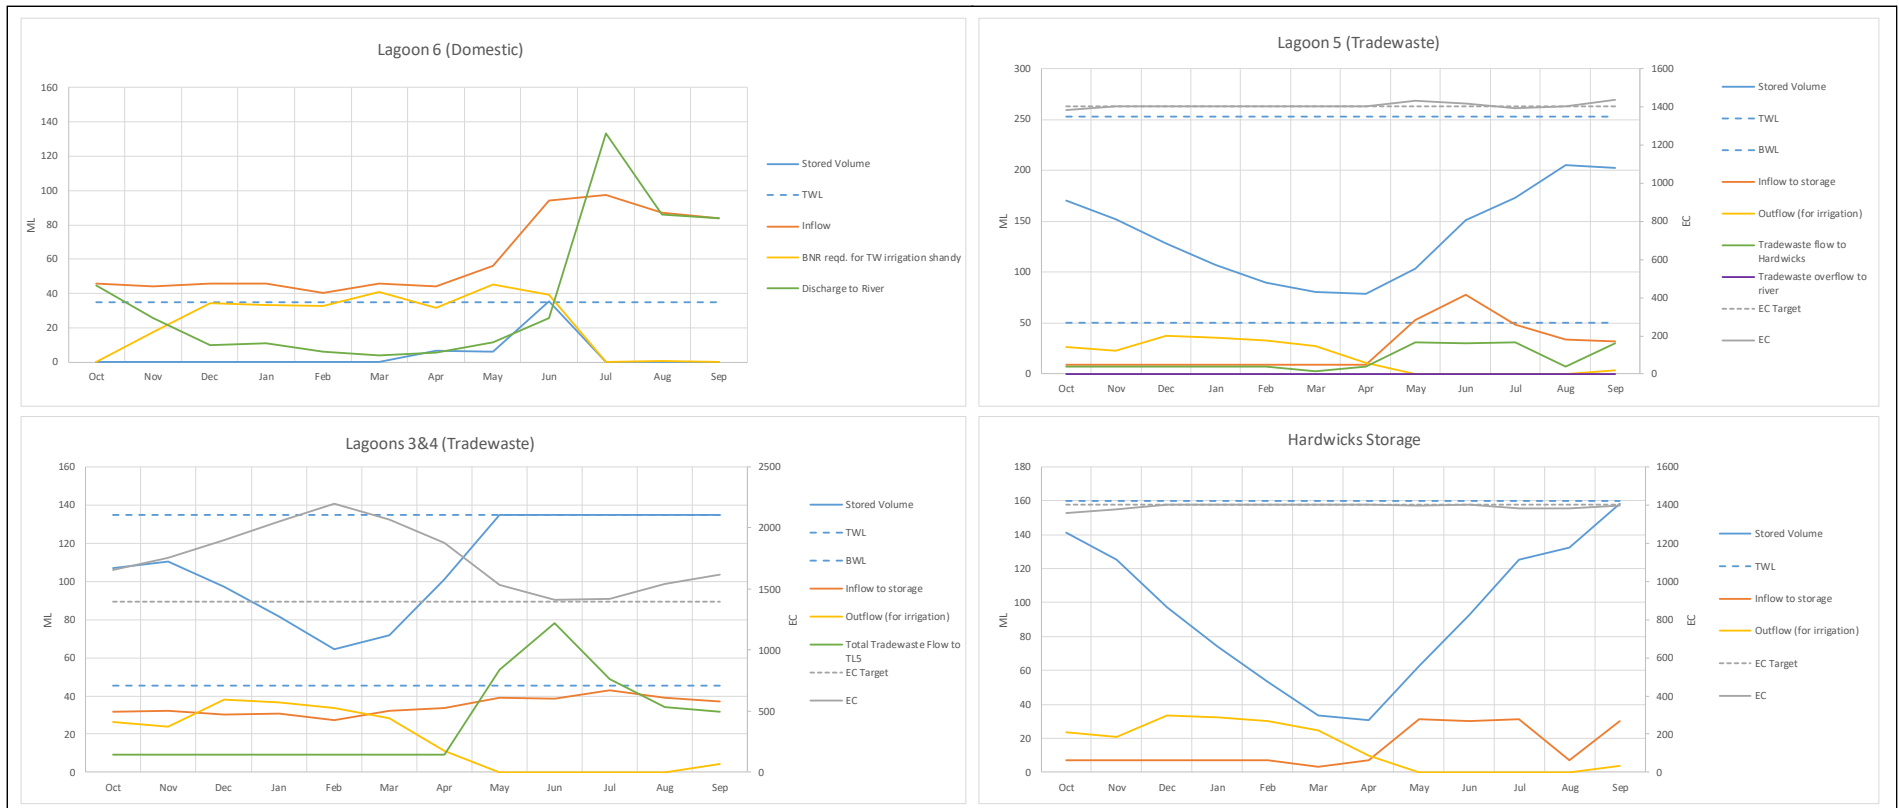 Lagoon 6 (Domestic)
160
140
120
100
80
60
40
20
0
ML
Oct Nov Dec Jan Feb Mar Apr May Jun Jul Aug Sep
Stored Volume
TWL
Inflow
BNR reqd. for TW irrigation shandy
Discharge to River
Lagoon 5 (Tradewaste)
300
250
200
150
100
50
0
ML
1600
1400
1200
1000
800
600
400
200
0
EC
Oct Nov Dec Jan Feb Mar Apr May Jun Jul Aug Sep
Stored Volume
TWL
BWL
Inflow to storage
Outflow (for irrigation)
Tradewaste flow to
Hardwicks
Tradewaste overflow to
river
EC Target
EC
Lagoons 3&4 (Tradewaste)
160
140
120
100
80
60
40
20
0
ML
2500
2000
1500
1000
500
0
EC
Oct Nov Dec Jan Feb Mar Apr May Jun Jul Aug Sep
Stored Volume
TWL
BWL
Inflow to storage
Outflow (for irrigation)
Total Tradewaste Flow to
TL5
EC Target
EC
Hardwicks Storage
180
160
140
120
100
80
60
40
20
0
ML
1600
1400
1200
1000
800
600
400
200
0
EC
Oct Nov Dec Jan Feb Mar Apr May Jun Jul Aug Sep
Stored Volume
TWL
Inflow to storage
Outflow (for irrigation)
EC Target
EC